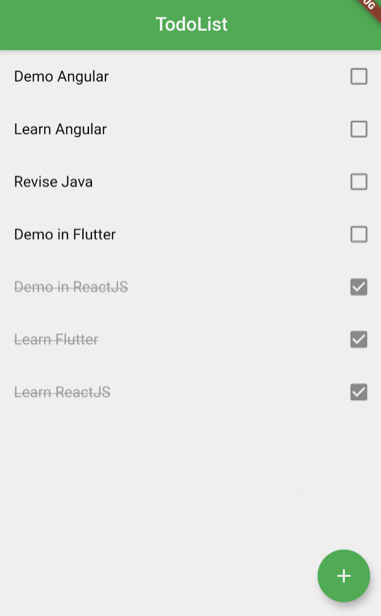 TodoList
Demo Angular
Learn Angular
Revise Java
Demo in Flutter
Demo in ReactJS
Learn Flutter
Learn ReactJS